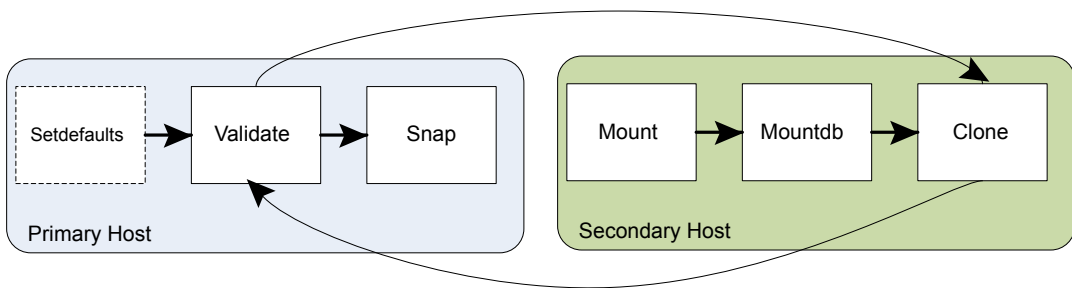 Setdefaults
Validate
Snap
Primary Host
Mount
Mountdb
Clone
Secondary Host